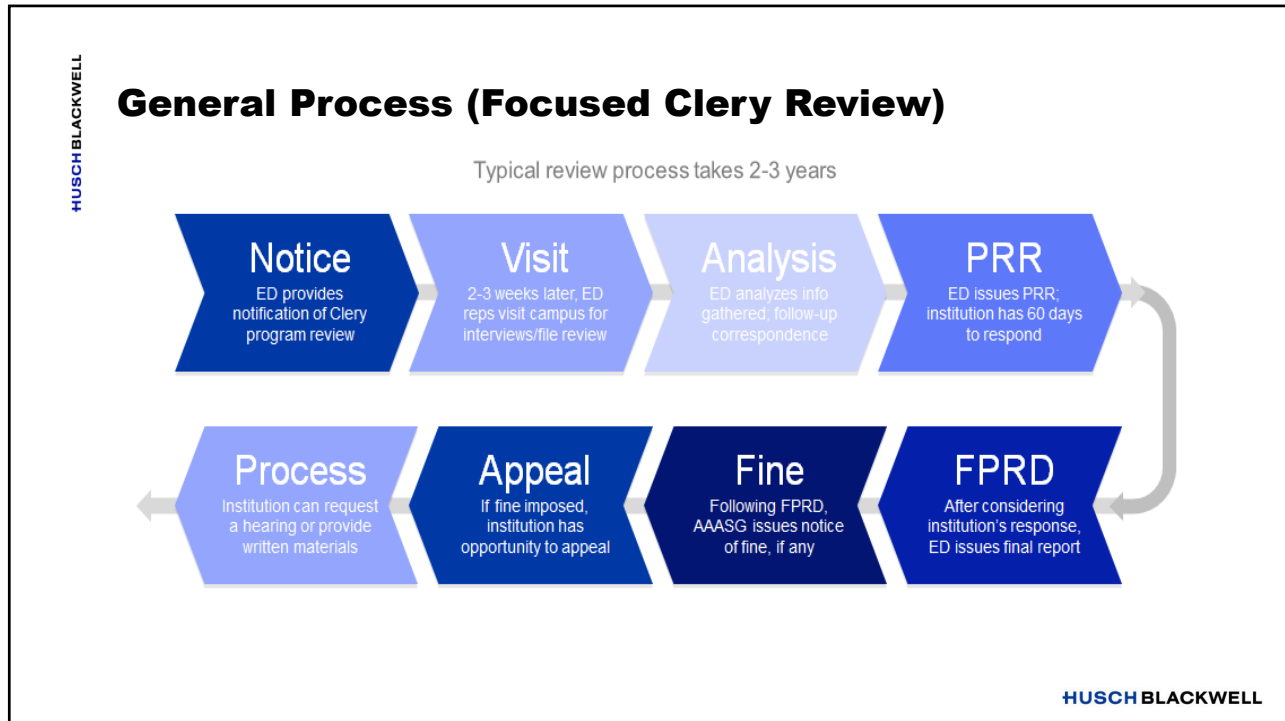 HUSCH BLACKWELL
General Process (Focused Clery Review)
Typical review process takes 2-3 years
Notice
ED provides
notification of Clery
program review
Visit
2-3 weeks later, ED
reps visit campus for
interviews/file review
Analysis
ED analyzes info
gathered; follow-up
correspondence
PRR
ED issues PRR;
institution has 60 days
to respond
FPRD
After considering
institution's response,
ED issues final report
Fine
Following FPRD,
AAASG issues notice
of fine, if any
Appeal
If fine imposed,
institution has
opportunity to appeal
Process
Institution can request
a hearing or provide
written materials
HUSCH BLACKWELL